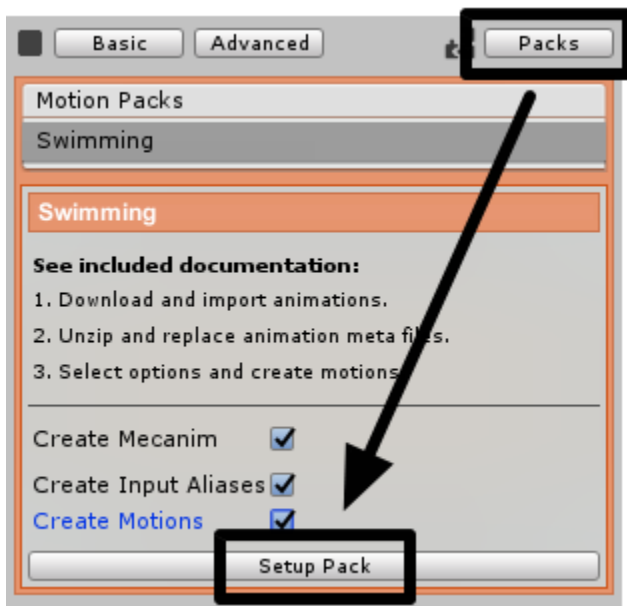 Basic Advanced Packs
Motion Packs
Swimming
Swimming
See included documentation:
1. Download and import animations.
2. Unzip and replace animation meta files.
3. Select options and create motions.
Create Mecanim
Create Input Aliases
Create Motions
Setup Pack